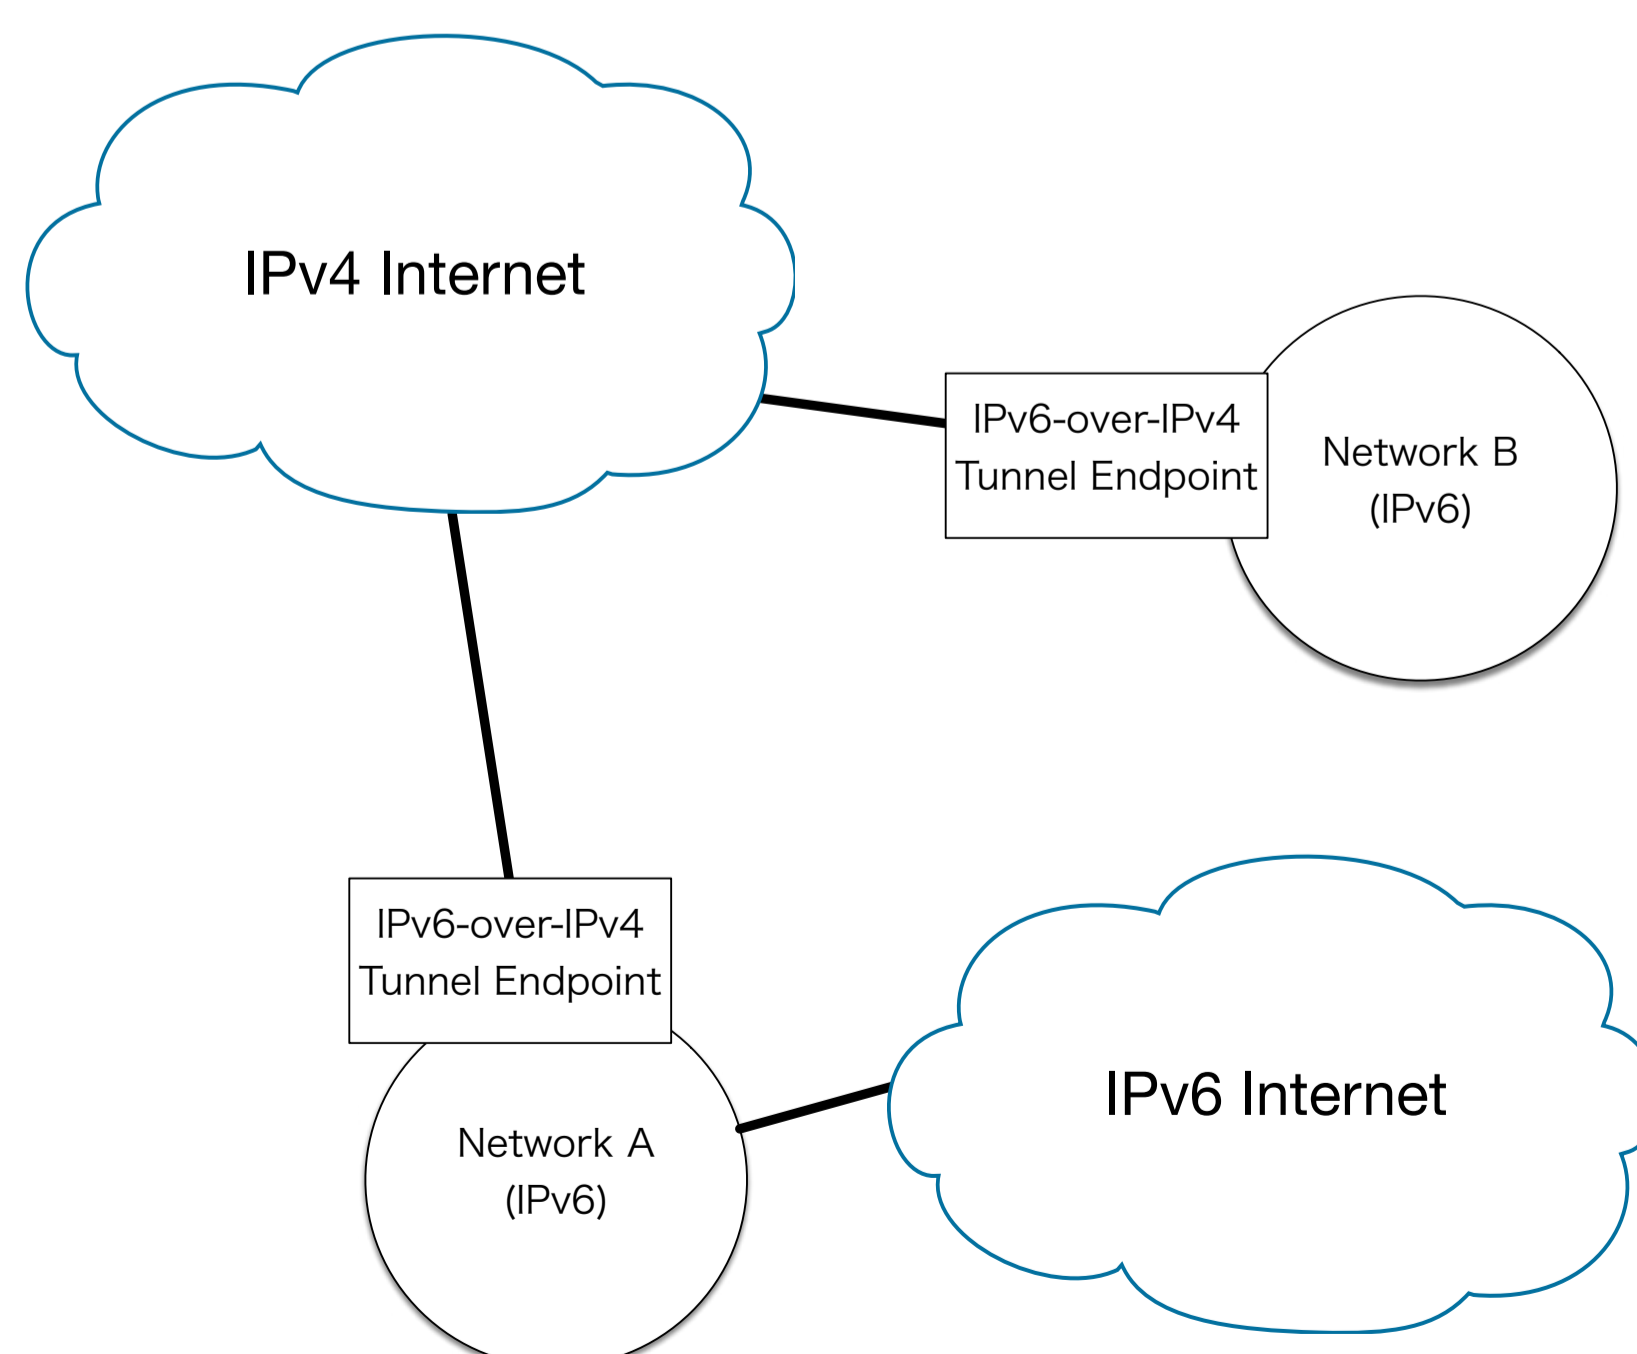 IPv4 Internet
IPv6-over-IPv4
Tunnel Endpoint
Network B
(IPv6)
IPv6-over-IPv4
Tunnel Endpoint
Network A
(IPv6)
IPv6 Internet